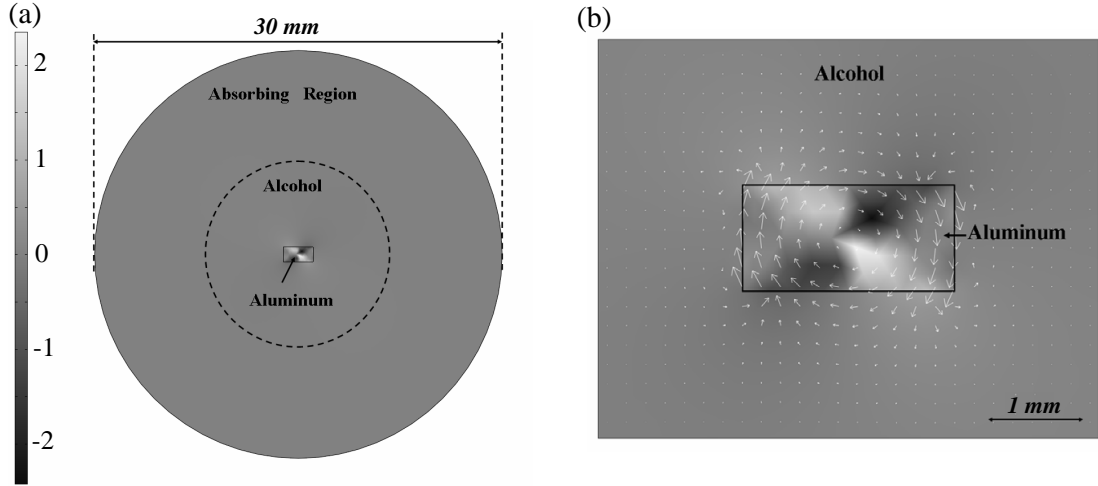 (a)
30 mm
2
1
0
-1
-2
Absorbing Region
Alcohol
Aluminum
(b)
Alcohol
Aluminum
1 mm